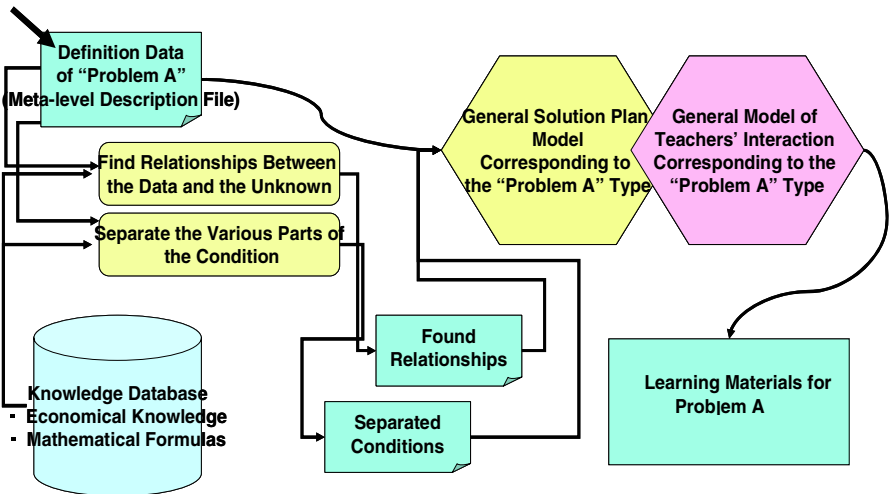 Definition Data
of “Problem A”
(Meta-level Description File)
Find Relationships Between
the Data and the Unknown
Separate the Various Parts of
the Condition
Knowledge Database
- Economical Knowledge
- Mathematical Formulas
General Solution Plan
Model
Corresponding to
the “Problem A” Type
General Model of
Teachers’ Interaction
Corresponding to the
“Problem A” Type
Found
Relationships
Separated
Conditions
Learning Materials for
Problem A